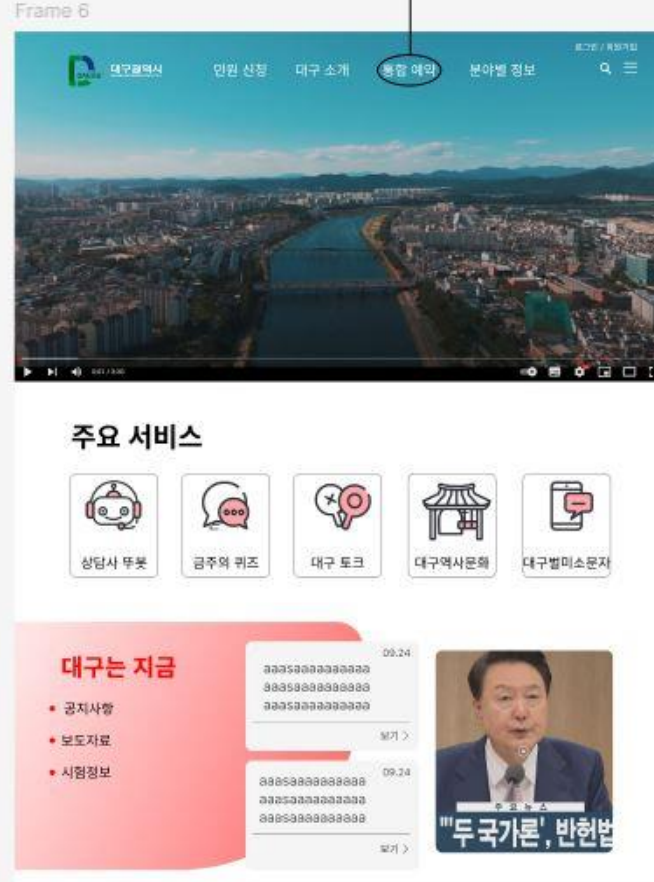 Frame 6
로그인 / 회원가입
대구광역시 민원 신청 대구 소개 통합 예약 분야별 정보
0:01 / 3:00
주요 서비스
상담사 뚜봇 금주의 퀴즈 대구 토크 대구역사문화 대구별미소문자
대구는 지금
공지사항
보도자료
시험정보
09.24
aaasaaaaaaaaaa
aaasaaaaaaaaaa
aaasaaaaaaaaaa
보기 >
09.24
aaasaaaaaaaaaa
aaasaaaaaaaaaa
aaasaaaaaaaaaa
보기 >
주요뉴스
"'두 국가론', 반헌법